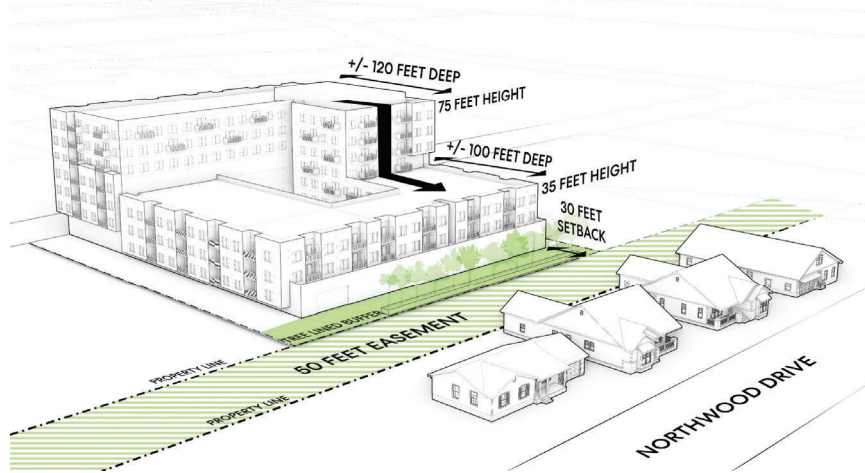 +/- 120 FEET DEEP
75 FEET HEIGHT
+/- 100 FEET DEEP
35 FEET HEIGHT
30 FEET
SETBACK
TREE LINED BUFFER
50 FEET EASEMENT
PROPERTY LINE
PROPERTY LINE
NORTHWOOD DRIVE